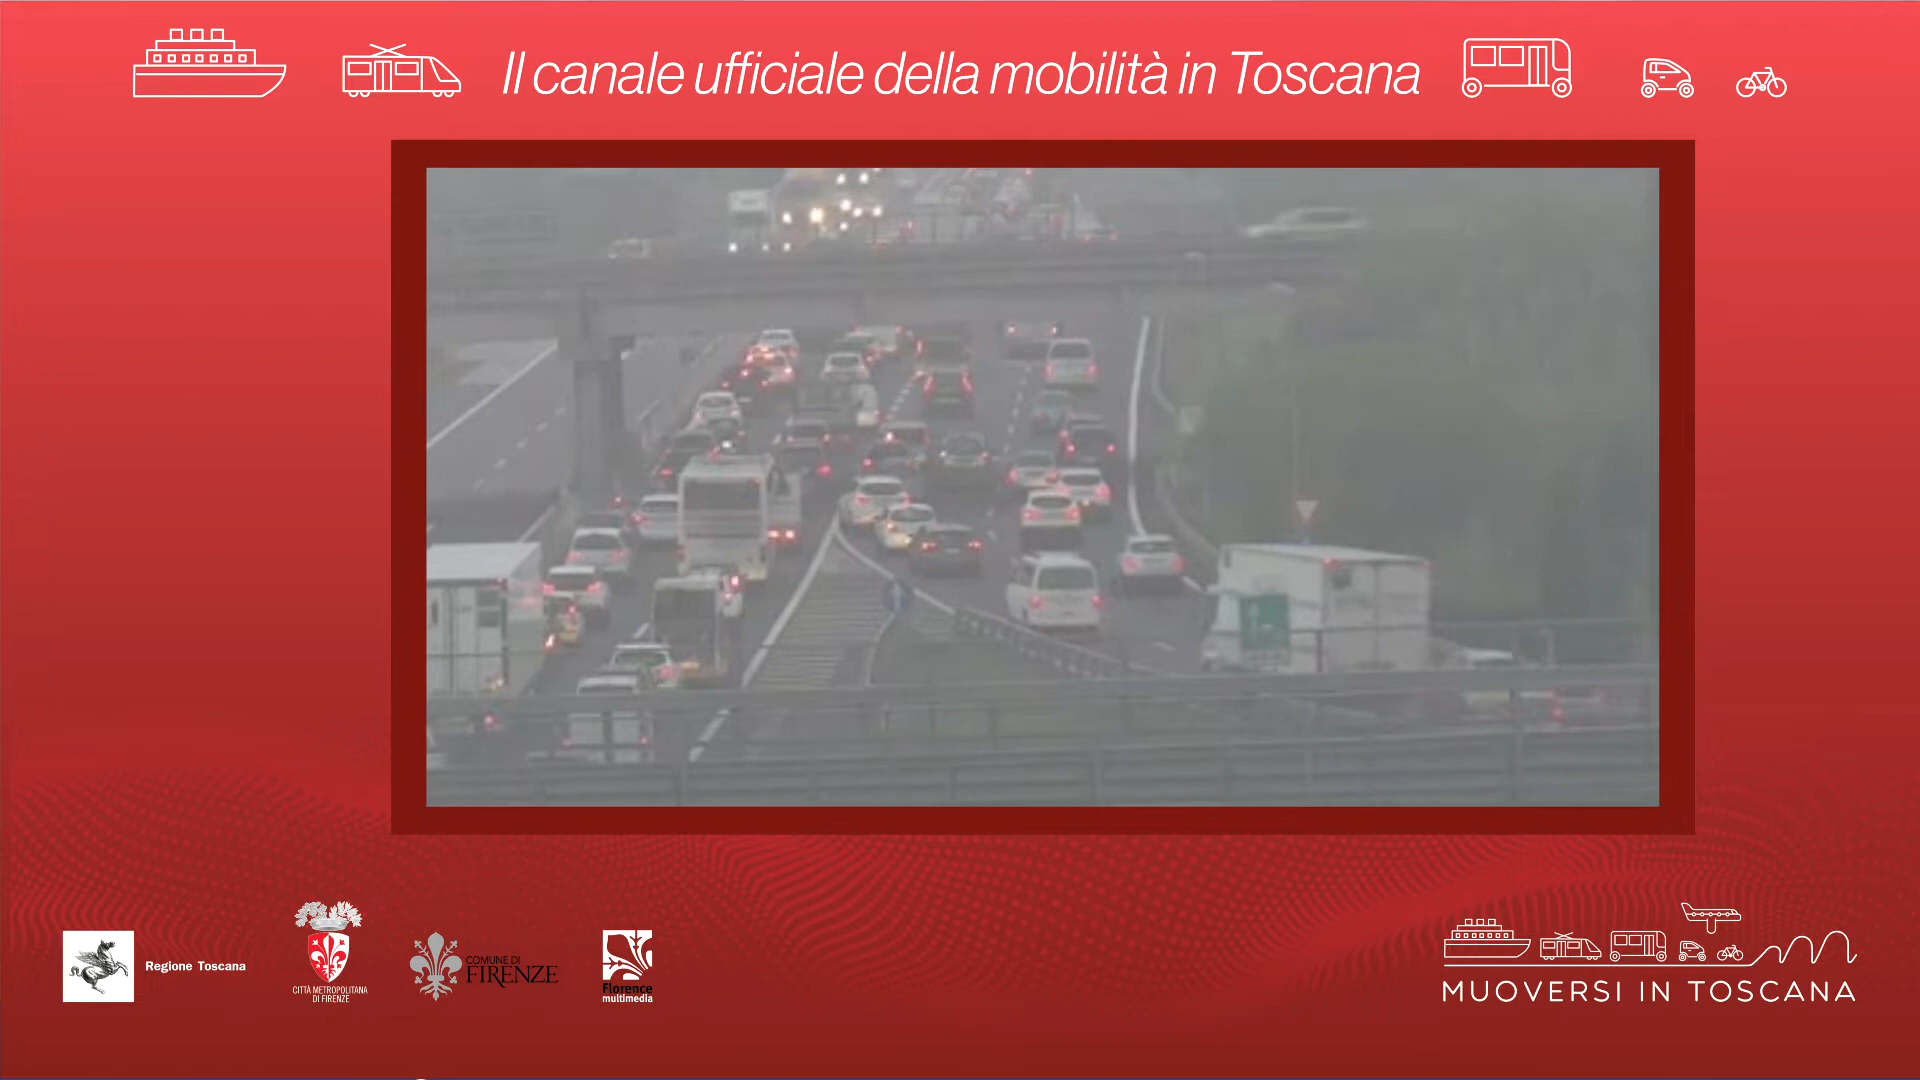 Il canale ufficiale della mobilità in Toscana
Regione Toscana
CITTÀ METROPOLITANA
DI FIRENZE
COMUNE DI
FIRENZE
Florence
multimedia
MUOVERSI IN TOSCANA